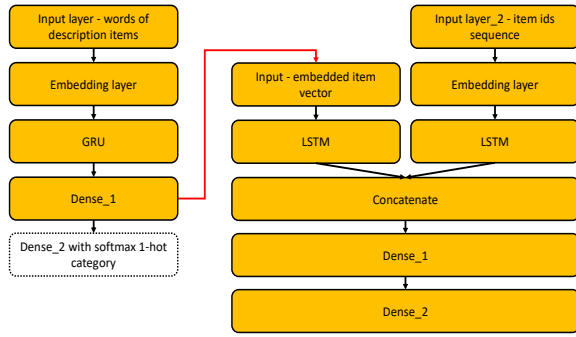 Input layer - words of
description items
Embedding layer
GRU
Dense_1
Dense_2 with softmax 1-hot
category
Input - embedded item
vector
LSTM
Input layer_2 - item ids
sequence
Embedding layer
LSTM
Concatenate
Dense_1
Dense_2